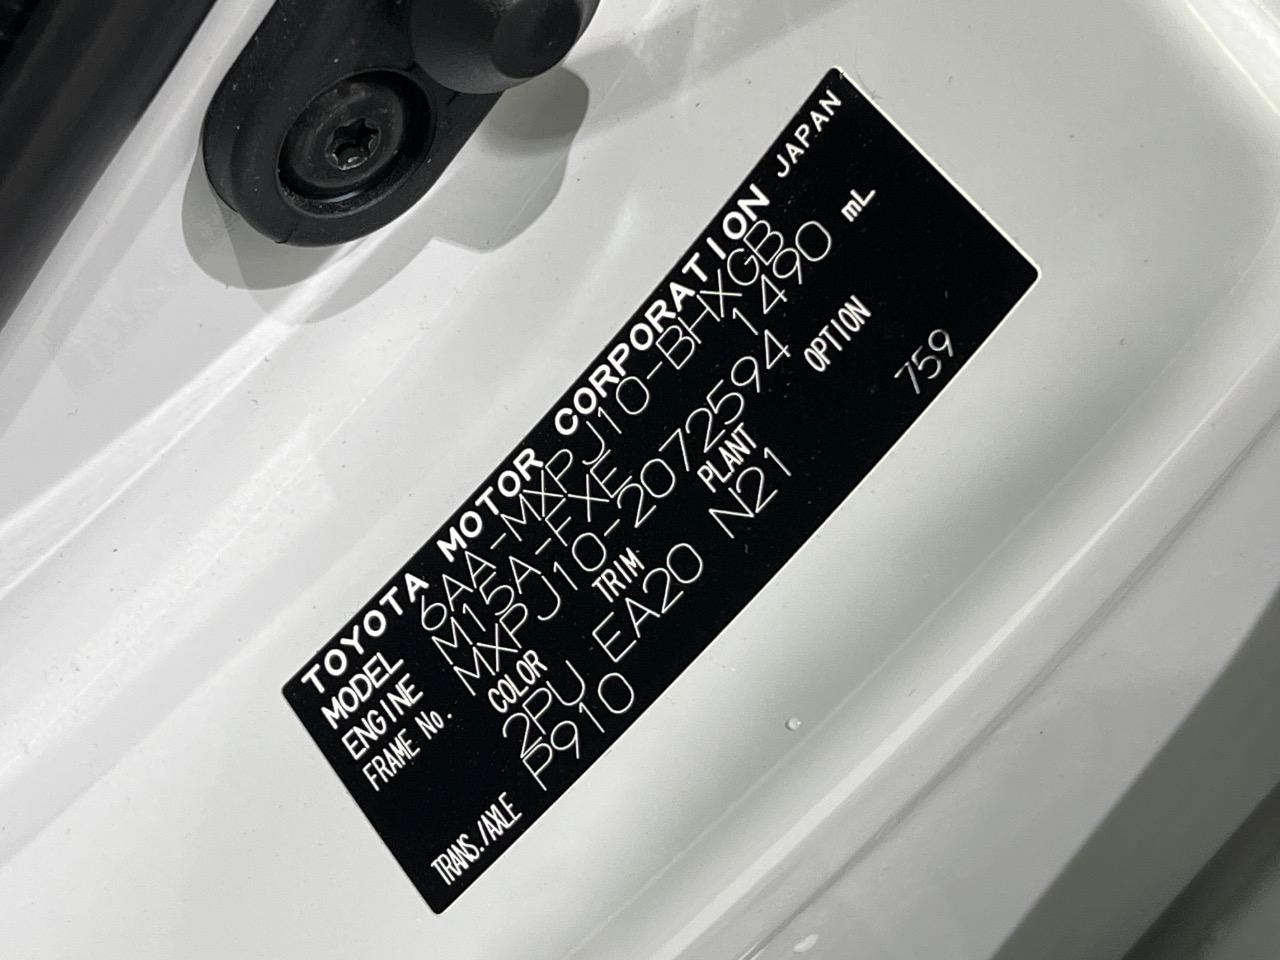 TOYOTA MOTOR CORPORATION JAPAN
MODEL 6AA-MXPJ10-BHXGB
ENGINE M15A-FXE 1490 mL
FRAME No. MXPJ10-2072594
COLOR TRIM PLANT OPTION
2PU EA20 N21 759
TRANS./AXLE P910